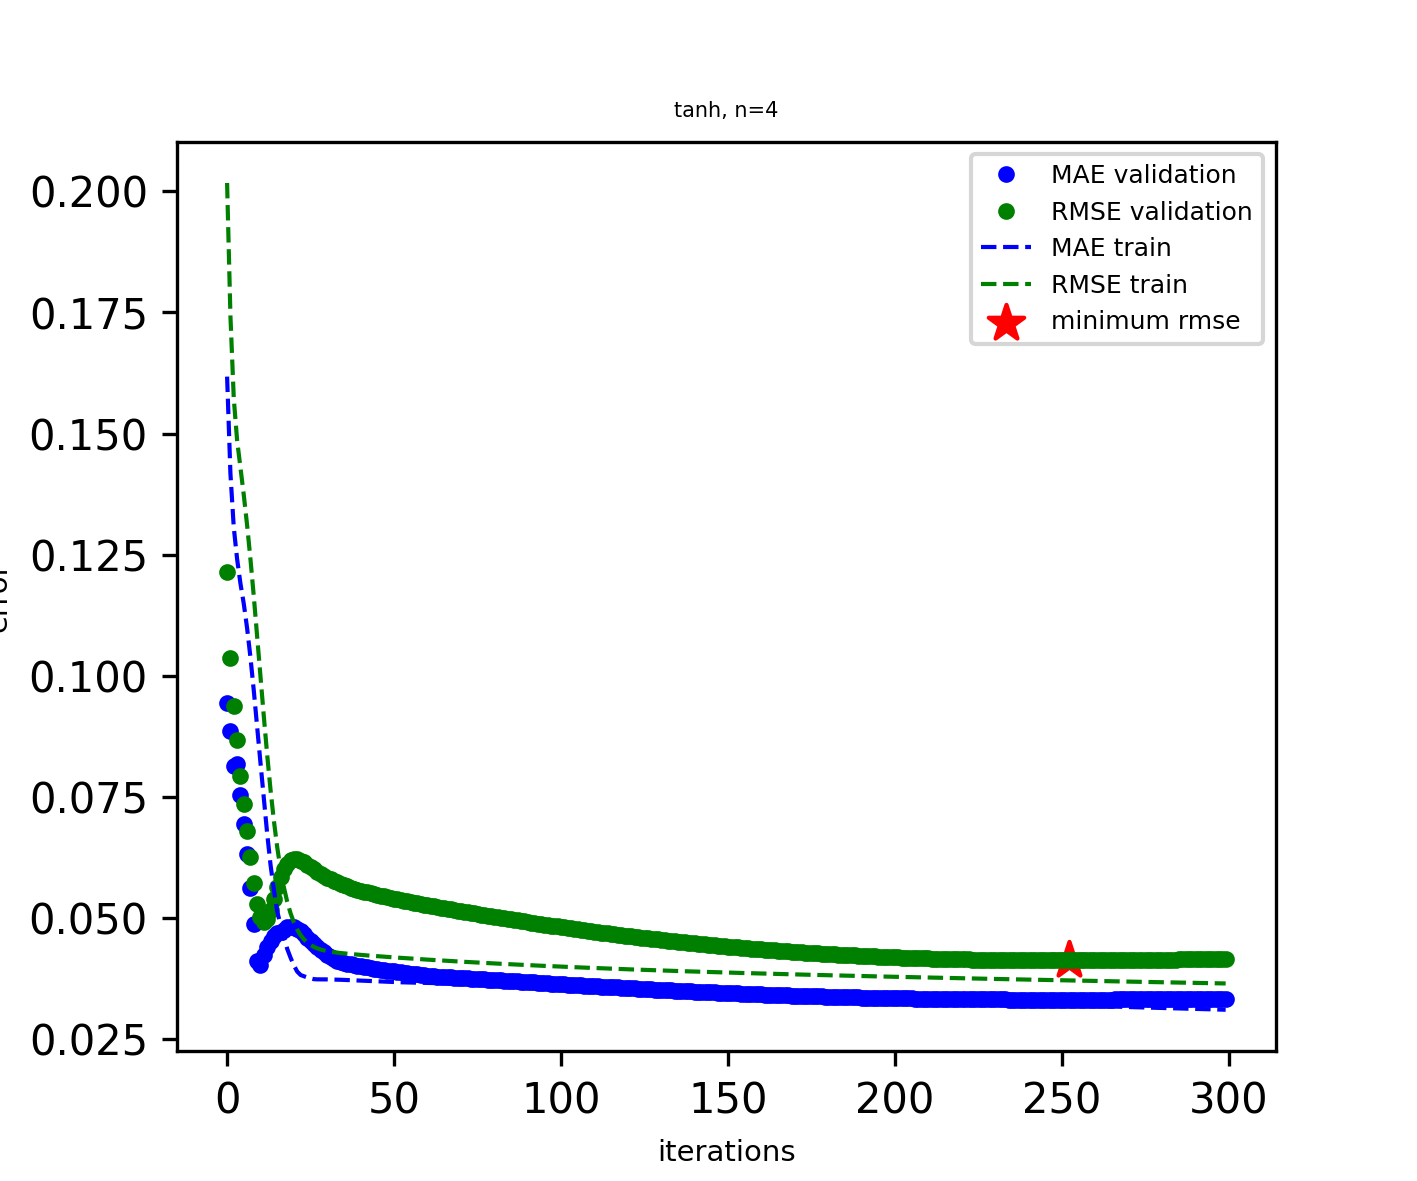 tanh, n=4
0.200
0.175
0.150
0.125
0.100
0.075
0.050
0.025
MAE validation
RMSE validation
MAE train
RMSE train
minimum rmse
0 50 100 150 200 250 300
iterations